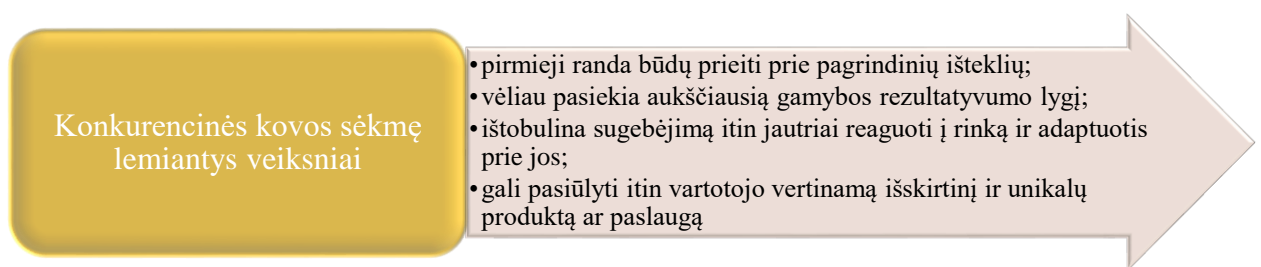 Konkurencinės kovos sėkmę
lemiantys veiksniai
•pirmieji randa būdų prieiti prie pagrindinių išteklių;
•vėliau pasiekia aukščiausią gamybos rezultatyvumo lygį;
•ištobulina sugebėjimą itin jautriai reaguoti į rinką ir adaptuotis
prie jos;
•gali pasiūlyti itin vartotojo vertinamą išskirtinį ir unikalų
produktą ar paslaugą